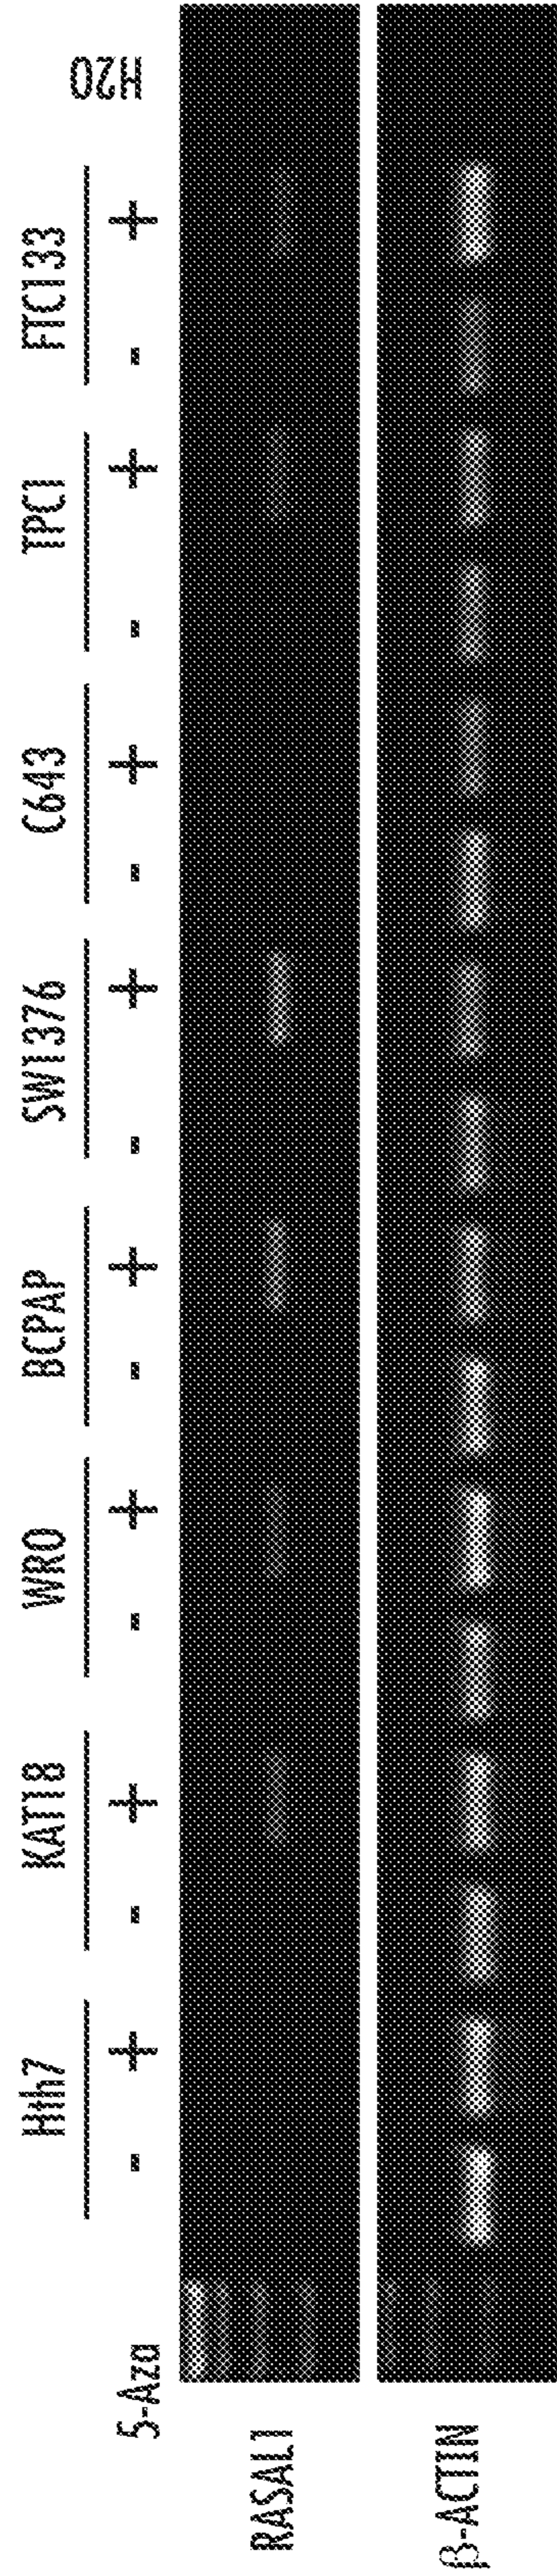 Hth7 KAT18 WRO BCPAP SW1376 C643 TPC1 FTC133
5-Aza - + - + - + - + - + - + - + - + H2O
RASAL1
β-ACTIN